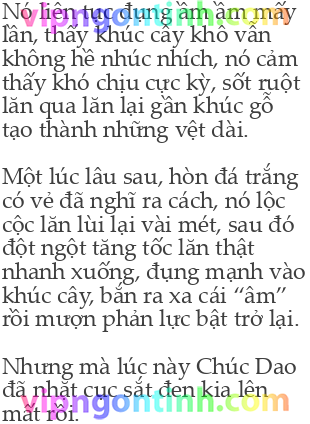 Nó liên tục đụng ầm ầm mấy
lần, thấy khúc cây khô vẫn
không hề nhúc nhích, nó cảm
thấy khó chịu cực kỳ, sốt ruột
lăn qua lăn lại gần khúc gỗ
tạo thành những vệt dài.
Một lúc lâu sau, hòn đá trắng
có vẻ đã nghĩ ra cách, nó lộc
cộc lăn lùi lại vài mét, sau đó
đột ngột tăng tốc lăn thật
nhanh xuống, đụng mạnh vào
khúc cây, bắn ra xa cái “âm”
rồi mượn phản lực bật trở lại.
Nhưng mà lúc này Chúc Dao
đã nhặt cục sắt đen kia lên
mất rồi.
vipngontinh.com
vipngontinh.com